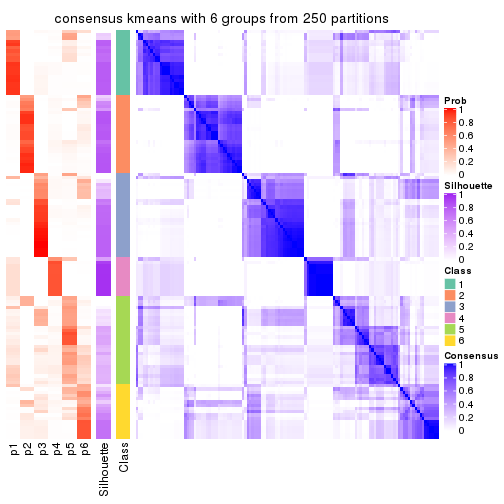 consensus kmeans with 6 groups from 250 partitions
Prob
1
0.8
0.6
0.4
0.2
0
Silhouette
1
0.8
0.6
0.4
0.2
0
Class
1
2
3
4
5
6
Consensus
1
0.8
0.6
0.4
0.2
0
p1
p2
p3
p4
p5
p6
Silhouette
Class